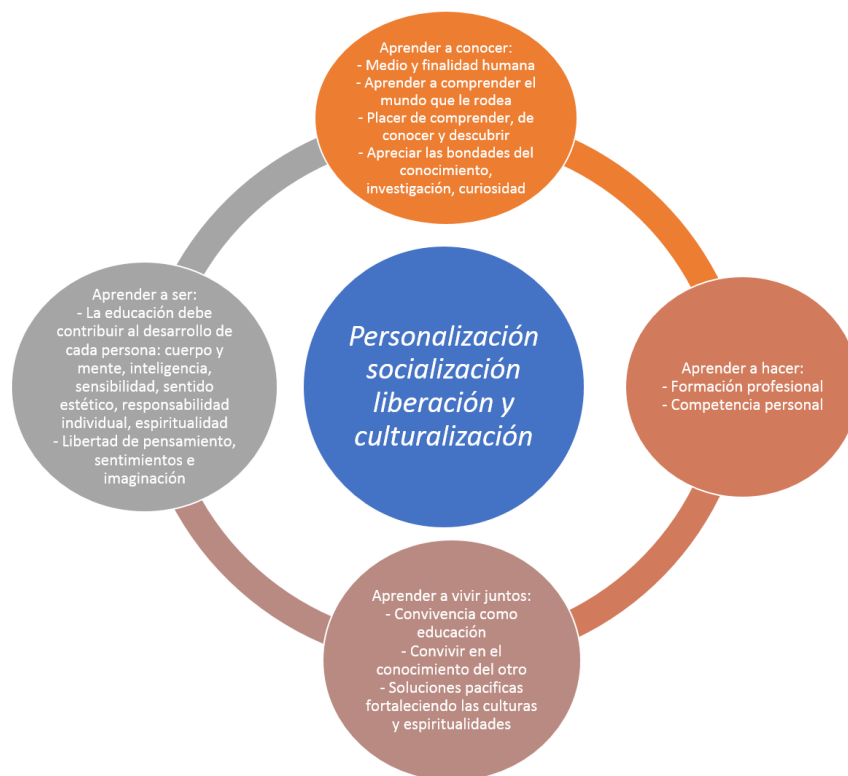 Aprender a conocer:
- Medio y finalidad humana
- Aprender a comprender el
mundo que le rodea
- Placer de comprender, de
conocer y descubrir
- Apreciar las bondades del
conocimiento,
investigación, curiosidad
Aprender a ser:
- La educación debe
contribuir al desarrollo de
cada persona: cuerpo y
mente, inteligencia,
sensibilidad, sentido
estético, responsabilidad
individual, espiritualidad
- Libertad de pensamiento,
sentimientos e
imaginación
Personalización
socialización
liberación y
culturalización
Aprender a hacer:
- Formación profesional
- Competencia personal
Aprender a vivir juntos:
- Convivencia como
educación
- Convivir en el
conocimiento del otro
- Soluciones pacificas
fortaleciendo las culturas
y espiritualidades